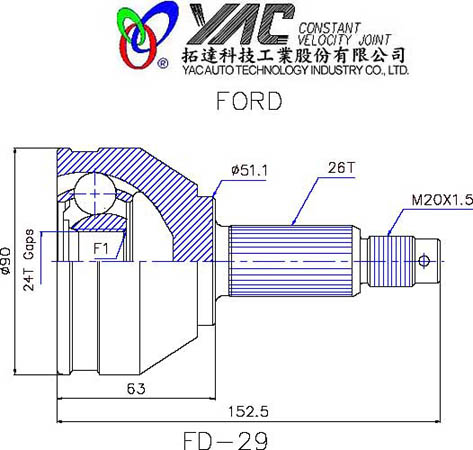 YAC CONSTANT
VELOCITY JOINT
®
拓達科技工業股份有限公司
YAC AUTO TECHNOLOGY INDUSTRY CO., LTD.
FORD
ø51.1
26T
M20X1.5
ø90
24T Gaps
F1
63
152.5
FD-29